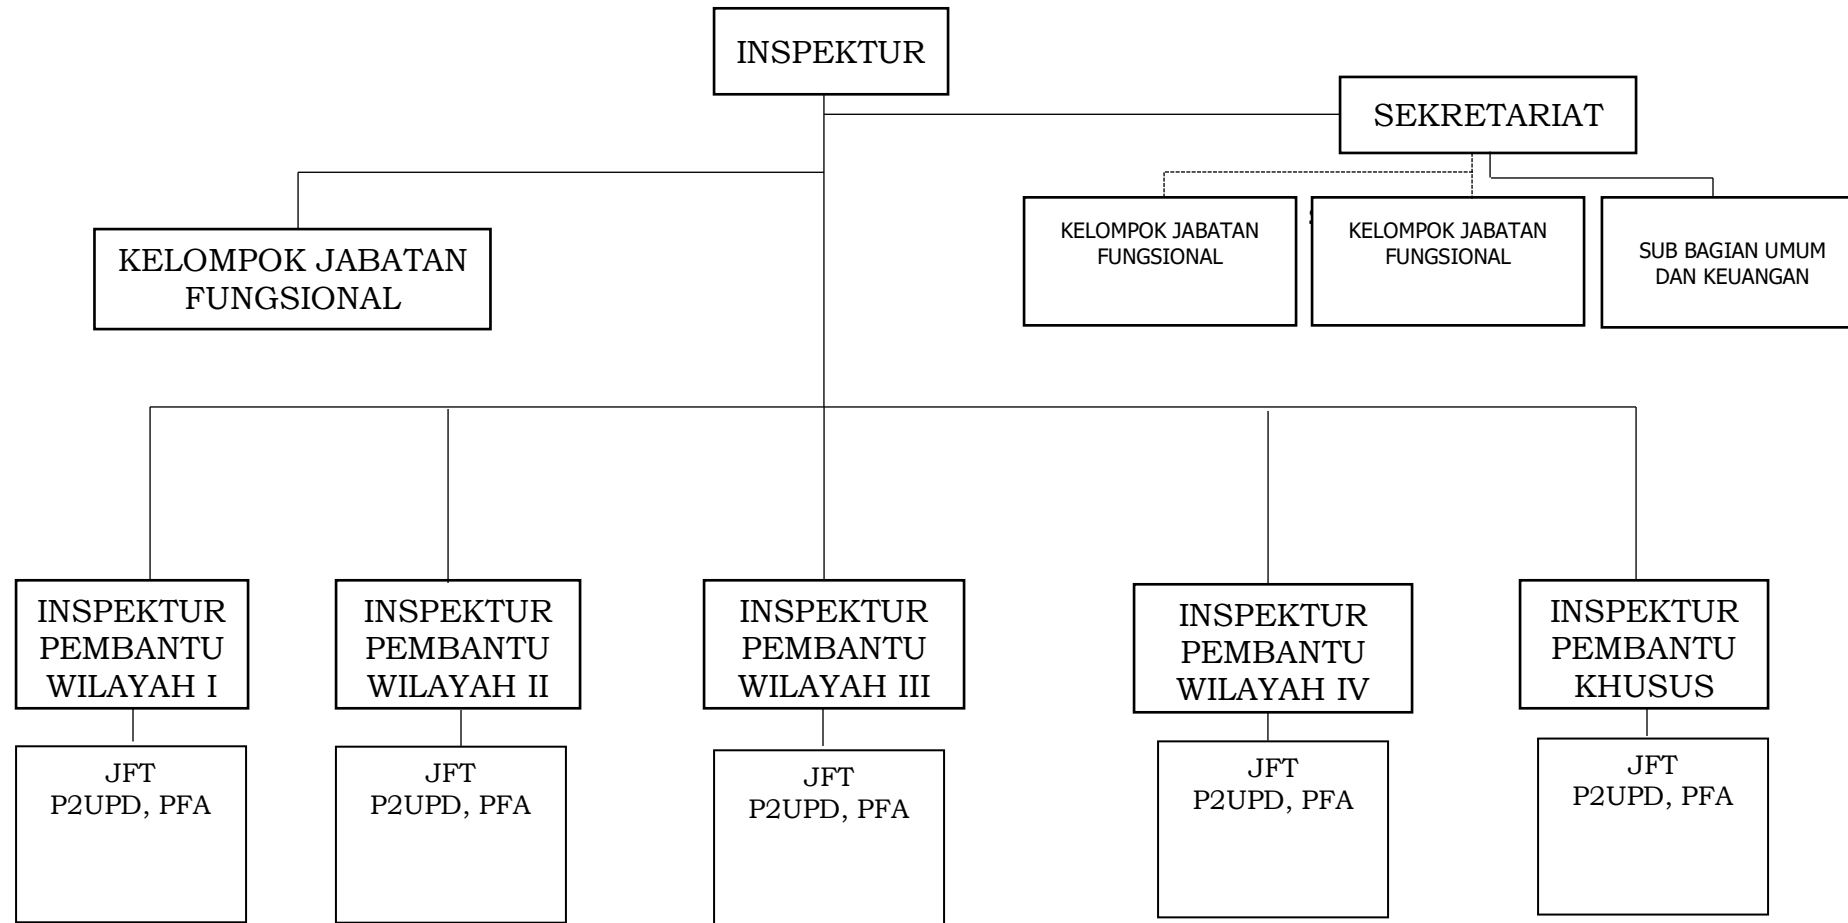 INSPEKTUR
SEKRETARIAT
KELOMPOK JABATAN
FUNGSIONAL
KELOMPOK JABATAN
FUNGSIONAL
KELOMPOK JABATAN
FUNGSIONAL
SUB BAGIAN UMUM
DAN KEUANGAN
INSPEKTUR
PEMBANTU
WILAYAH I
INSPEKTUR
PEMBANTU
WILAYAH II
INSPEKTUR
PEMBANTU
WILAYAH III
INSPEKTUR
PEMBANTU
WILAYAH IV
INSPEKTUR
PEMBANTU
KHUSUS
JFT
P2UPD, PFA
JFT
P2UPD, PFA
JFT
P2UPD, PFA
JFT
P2UPD, PFA
JFT
P2UPD, PFA